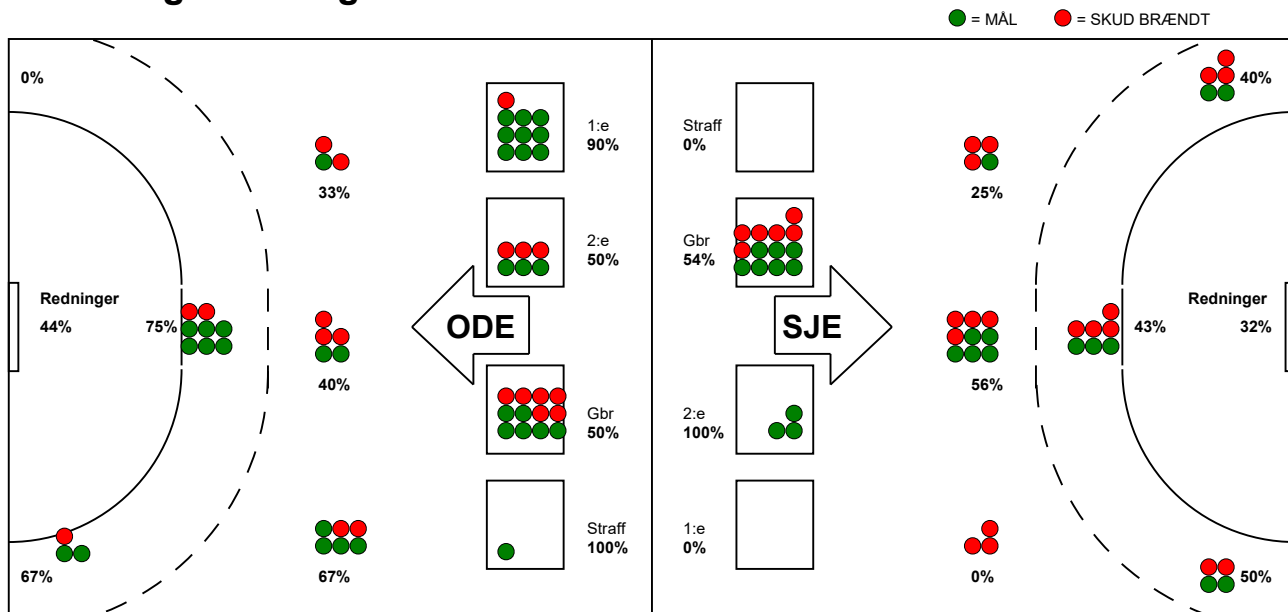 = MÅL
= SKUD BRÆNDT
0%
40%
1:e
90%
Straff
0%
33%
25%
2:e
50%
Gbr
54%
Redninger
44%
75%
ODE
SJE
43%
Redninger
32%
40%
56%
Gbr
50%
2:e
100%
Straff
100%
1:e
0%
67%
67%
0%
50%